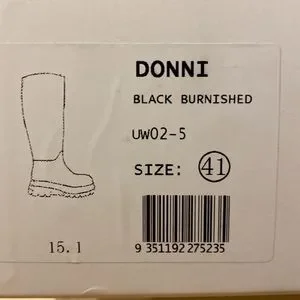 DONNI
BLACK BURNISHED
UW02-5
SIZE: 41
15.1
9 351192 275235